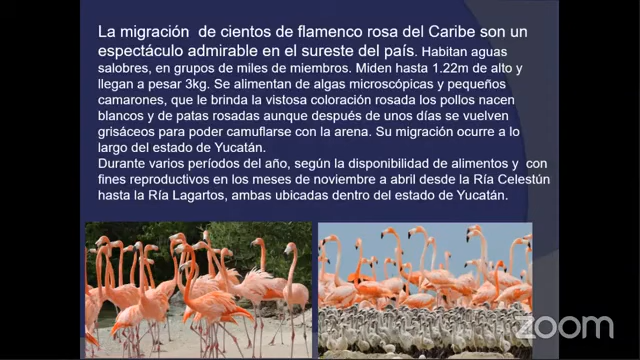 La migración de cientos de flamenco rosa del Caribe son un
espectáculo admirable en el sureste del país. Habitan aguas
salobres, en grupos de miles de miembros. Miden hasta 1.22m de alto y
llegan a pesar 3kg. Se alimentan de algas microscópicas y pequeños
camarones, que le brinda la vistosa coloración rosada los pollos nacen
blancos y de patas rosadas aunque después de unos días se vuelven
grisáceos para poder camuflarse con la arena. Su migración ocurre a lo
largo del estado de Yucatán.
Durante varios períodos del año, según la disponibilidad de alimentos y con
fines reproductivos en los meses de noviembre a abril desde la Ría Celestún
hasta la Ría Lagartos, ambas ubicadas dentro del estado de Yucatán.
zoom